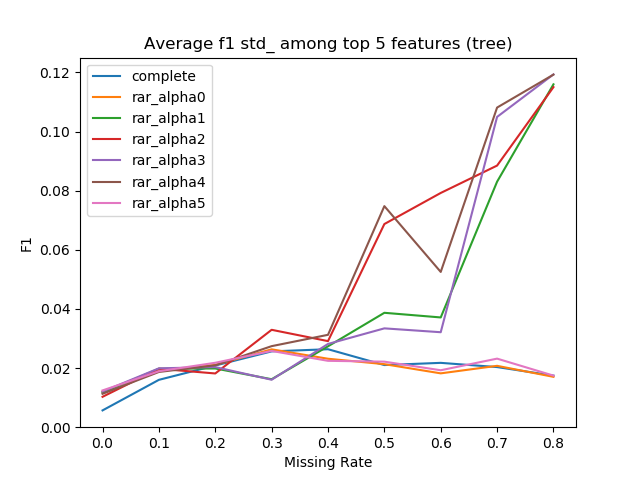 Average f1 std_ among top 5 features (tree)
0.12
0.10
0.08
0.06
0.04
0.02
0.00
F1
complete
rar_alpha0
rar_alpha1
rar_alpha2
rar_alpha3
rar_alpha4
rar_alpha5
0.0 0.1 0.2 0.3 0.4 0.5 0.6 0.7 0.8
Missing Rate